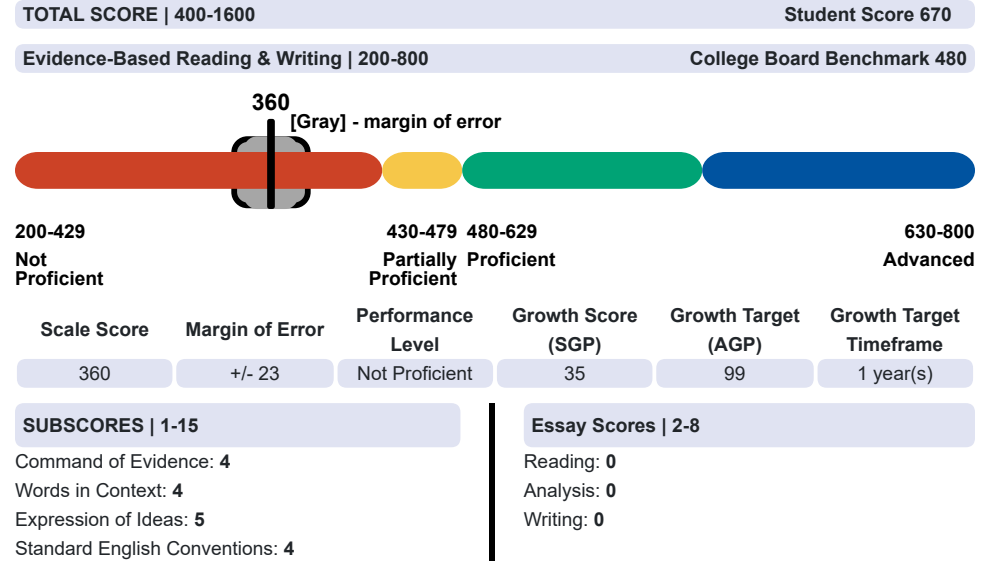 TOTAL SCORE | 400-1600 Student Score 670
Evidence-Based Reading & Writing | 200-800 College Board Benchmark 480
360
[Gray] - margin of error
200-429 430-479 480-629 630-800
Not Partially Proficient Advanced
Proficient Proficient
Scale Score Margin of Error Performance Level Growth Score (SGP) Growth Target (AGP) Growth Target Timeframe
360 +/- 23 Not Proficient 35 99 1 year(s)
SUBSCORES | 1-15
Command of Evidence: 4
Words in Context: 4
Expression of Ideas: 5
Standard English Conventions: 4
Essay Scores | 2-8
Reading: 0
Analysis: 0
Writing: 0